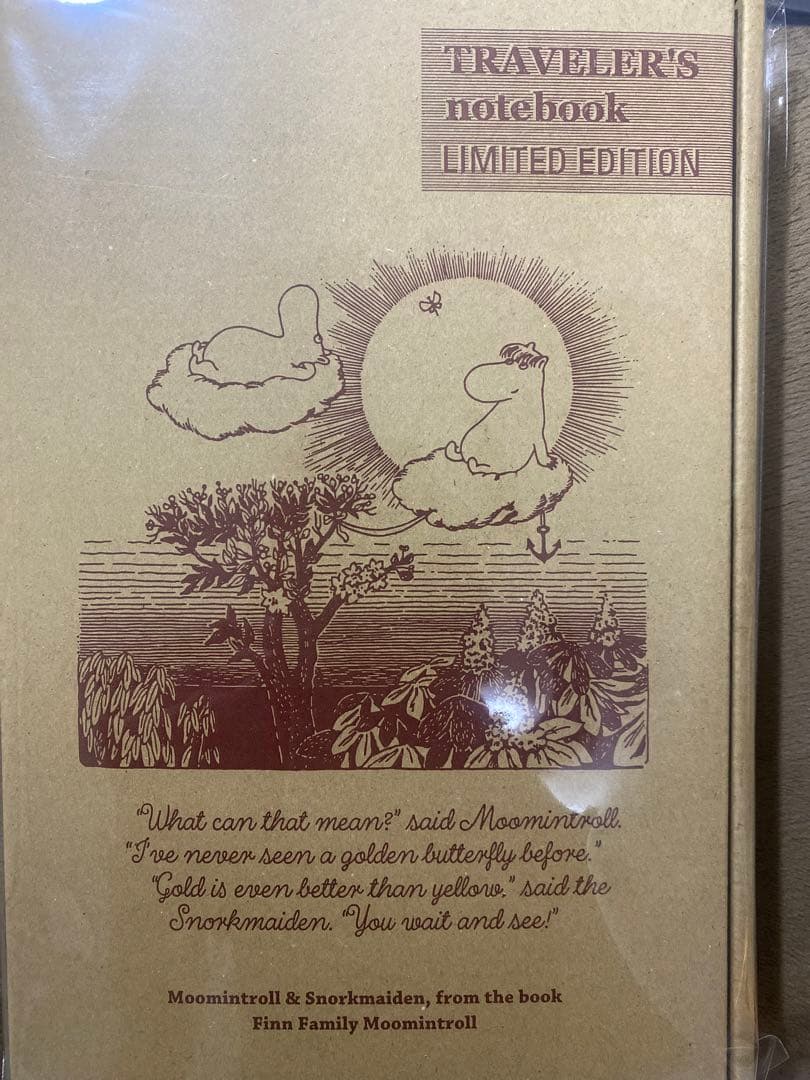 TRAVELER'S
notebook
LIMITED EDITION
"What can that mean?" said Moomintroll.
"I've never seen a golden butterfly before."
"Gold is even better than yellow," said the
Snorkmaiden. "You wait and see!"
Moomintroll & Snorkmaiden, from the book
Finn Family Moomintroll